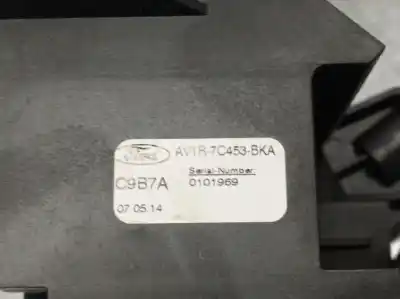 Ford AV1R-7C453-BKA
Serial Number:
C9B7A 0101969
07.05.14